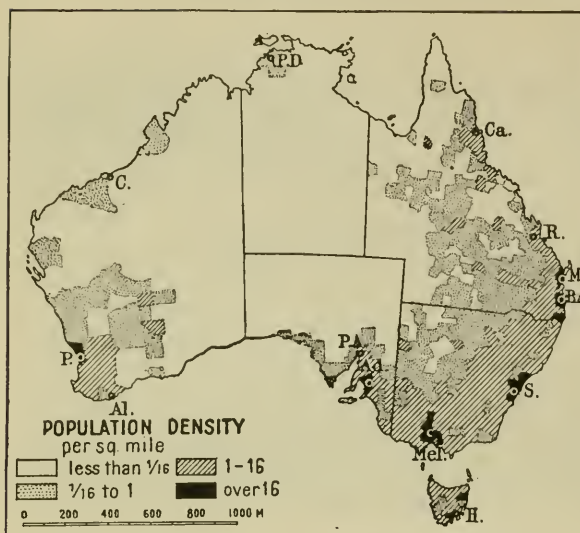 P.D.
Ca.
C.
R.
M
P.A.
Ad.
P.
S.
Al.
Mel.
H.
POPULATION DENSITY
per sq. mile
less than 1/16
1-16
1/16 to 1
over 16
0 200 400 600 800 1000 M